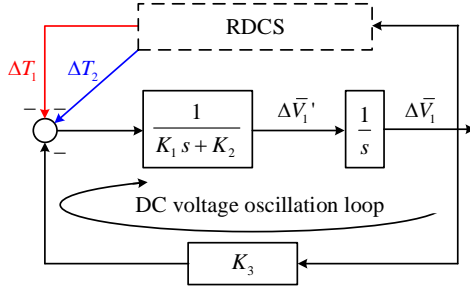 RDCS
ΔT₁
ΔT₂
− −
−
1
K₁ s + K₂
ΔV̄₁'
1
s
ΔV̄₁
DC voltage oscillation loop
K₃